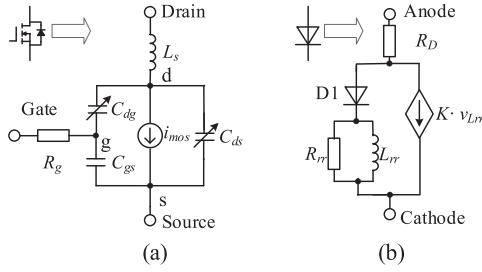 Drain
L_s
d
C_dg
Gate
g
i_mos
C_ds
R_g
C_gs
s
Source
(a)
Anode
R_D
D1
K· v_Lrr
R_rr
L_rr
Cathode
(b)